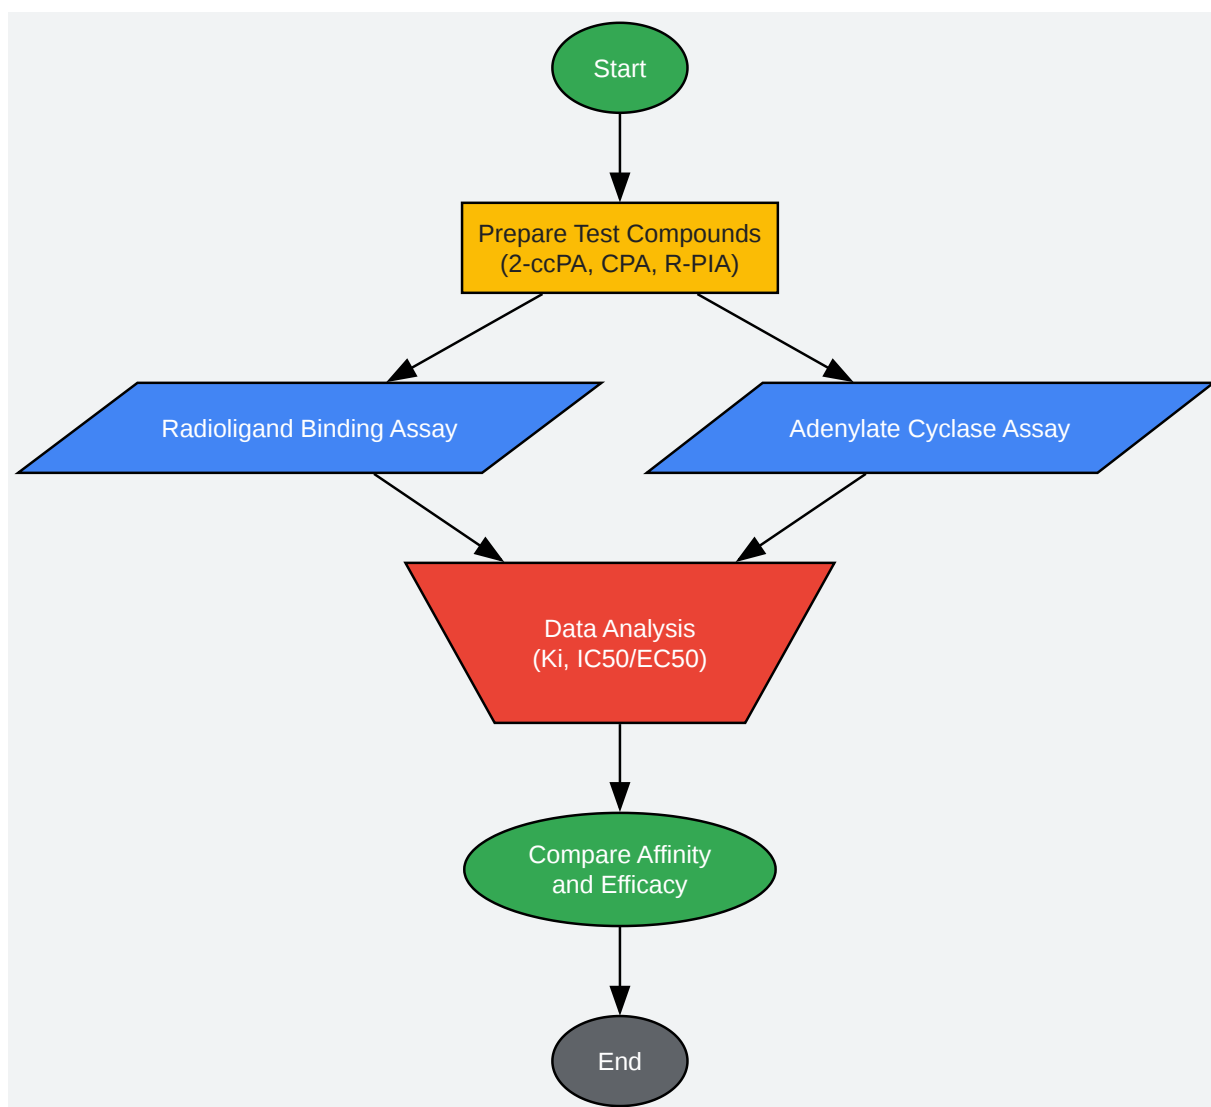 Start
Prepare Test Compounds
(2-ccPA, CPA, R-PIA)
Radioligand Binding Assay
Adenylate Cyclase Assay
Data Analysis
(Ki, IC50/EC50)
Compare Affinity
and Efficacy
End